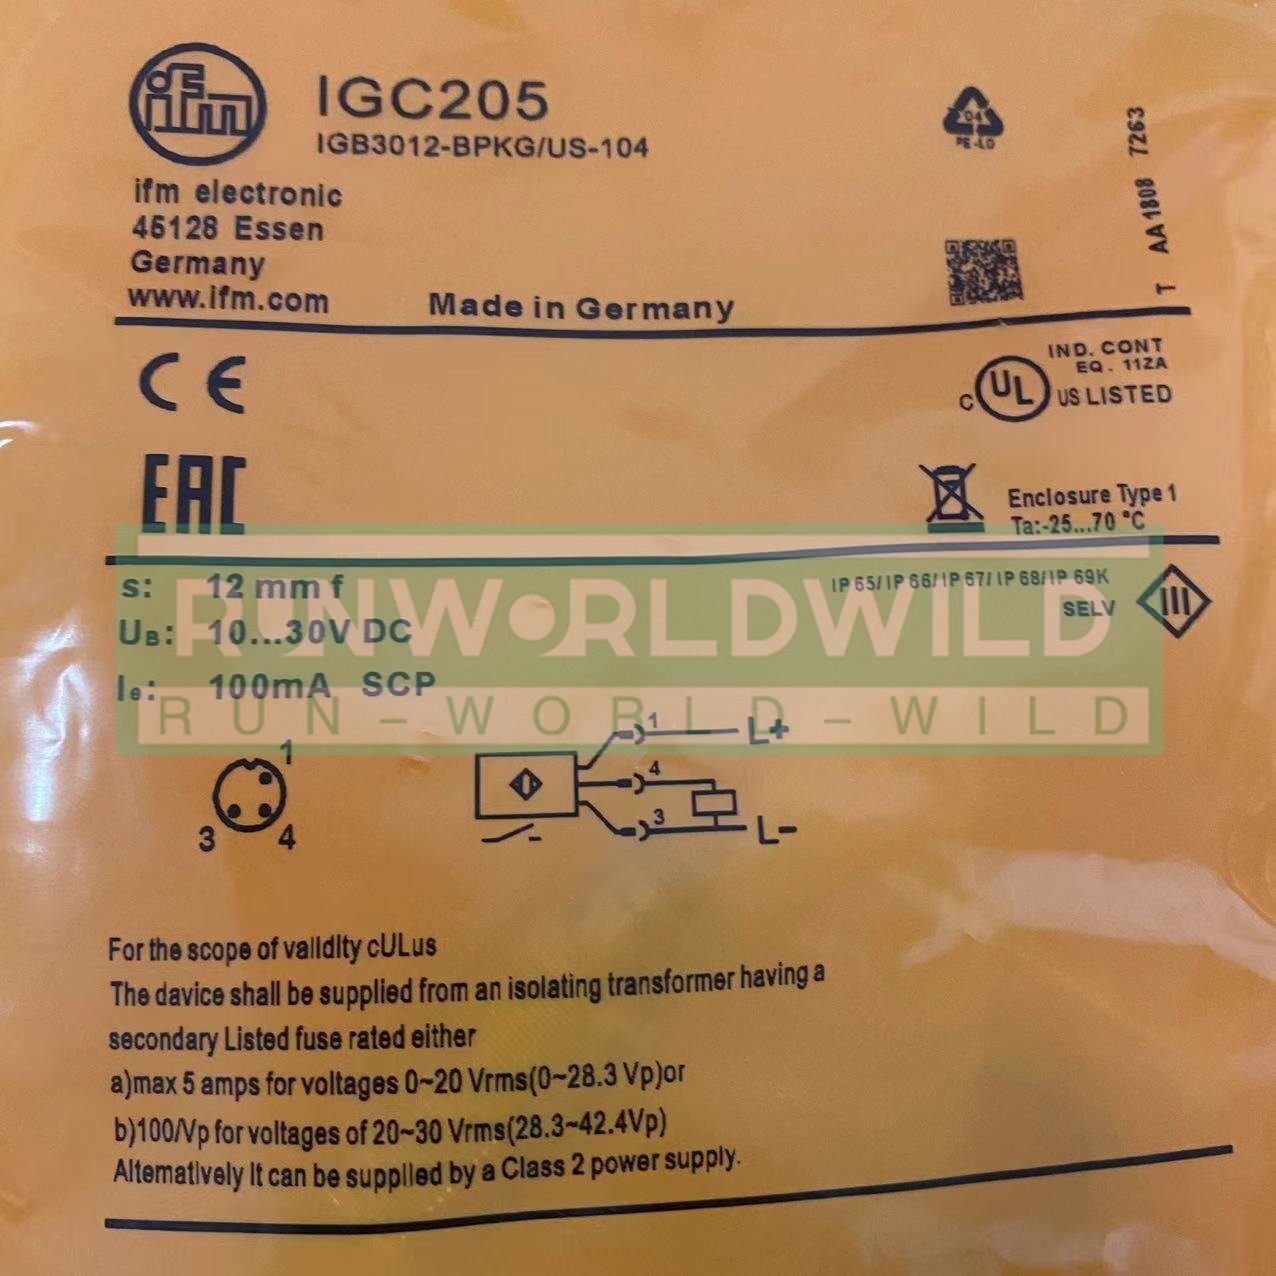 ifm
IGC205
IGB3012-BPKG/US-104
ifm electronic
45128 Essen
Germany
www.ifm.com
Made in Germany
04
PE-LD
T AA1808 7263
CE
IND. CONT
EQ. 11ZA
C UL US LISTED
EAC
Enclosure Type 1
Ta:-25...70 °C
s: 12 mm f
IP 65/IP 66/IP 67/IP 68/IP 69K
SELV
III
UB: 10...30V DC
Ie: 100mA SCP
RUNWORLDWILD
RUN-WORLD-WILD
1
3
4
1
L+
4
3
L-
For the scope of valldlty cULus
The davice shall be supplied from an isolating transformer having a
secondary Listed fuse rated either
a)max 5 amps for voltages 0~20 Vrms(0~28.3 Vp)or
b)100/Vp for voltages of 20~30 Vrms(28.3~42.4Vp)
Altematlvely It can be supplled by a Class 2 power supply.